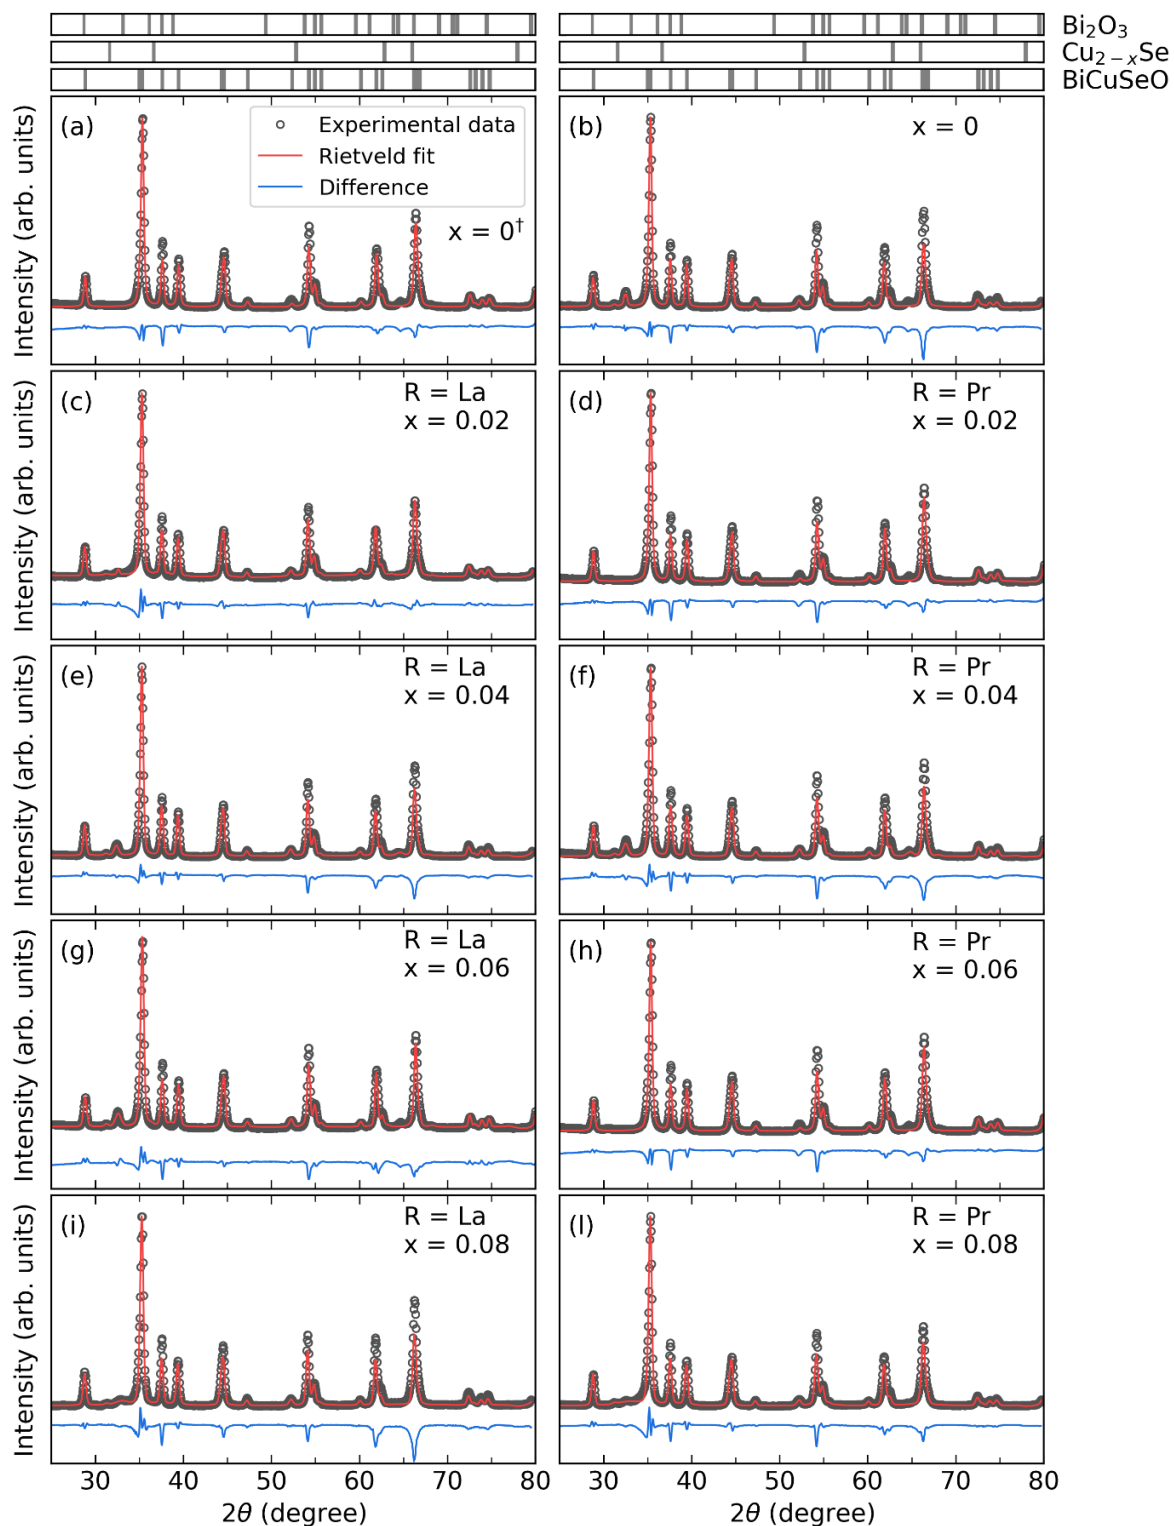 Bi₂O₃
Cu₂₋ₓSe
BiCuSeO
(a)
Experimental data
Rietveld fit
Difference
x = 0†
Intensity (arb. units)
(b)
x = 0
(c)
R = La
x = 0.02
Intensity (arb. units)
(d)
R = Pr
x = 0.02
(e)
R = La
x = 0.04
Intensity (arb. units)
(f)
R = Pr
x = 0.04
(g)
R = La
x = 0.06
Intensity (arb. units)
(h)
R = Pr
x = 0.06
(i)
R = La
x = 0.08
Intensity (arb. units)
(l)
R = Pr
x = 0.08
30 40 50 60 70 80
2θ (degree)
30 40 50 60 70 80
2θ (degree)